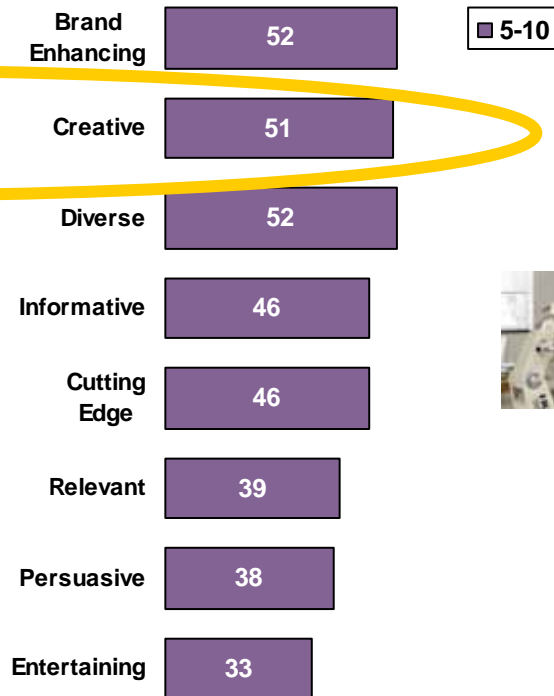 Brand
Enhancing
52
5-10
Creative
51
Diverse
52
Informative
46
Cutting
Edge
46
Relevant
39
Persuasive
38
Entertaining
33